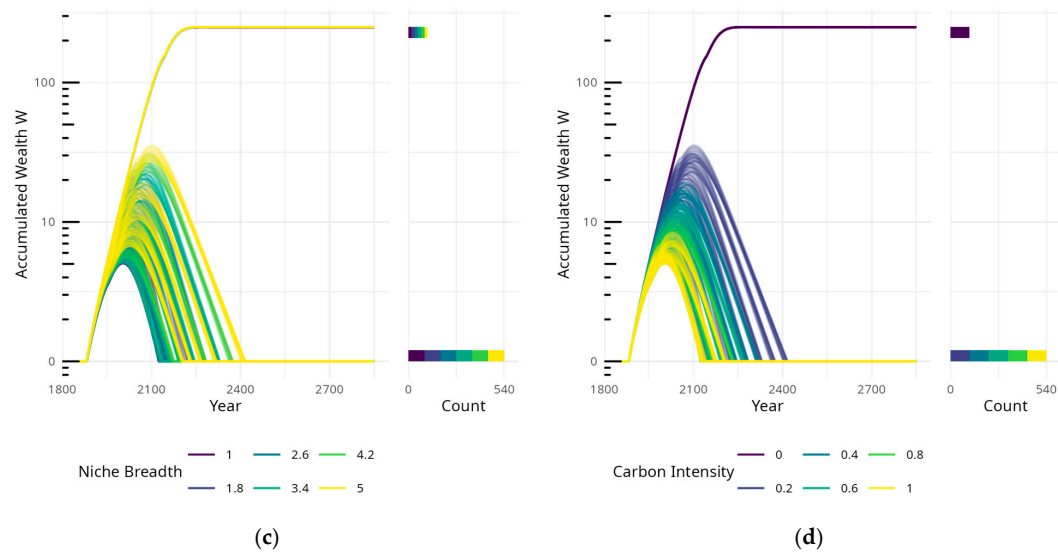 100
10
0
Accumulated Wealth W
1800 2100 2400 2700
Year
0 540
Count
Niche Breadth
1 2.6 4.2
1.8 3.4 5
(c)
100
10
0
Accumulated Wealth W
1800 2100 2400 2700
Year
0 540
Count
Carbon Intensity
0 0.4 0.8
0.2 0.6 1
(d)